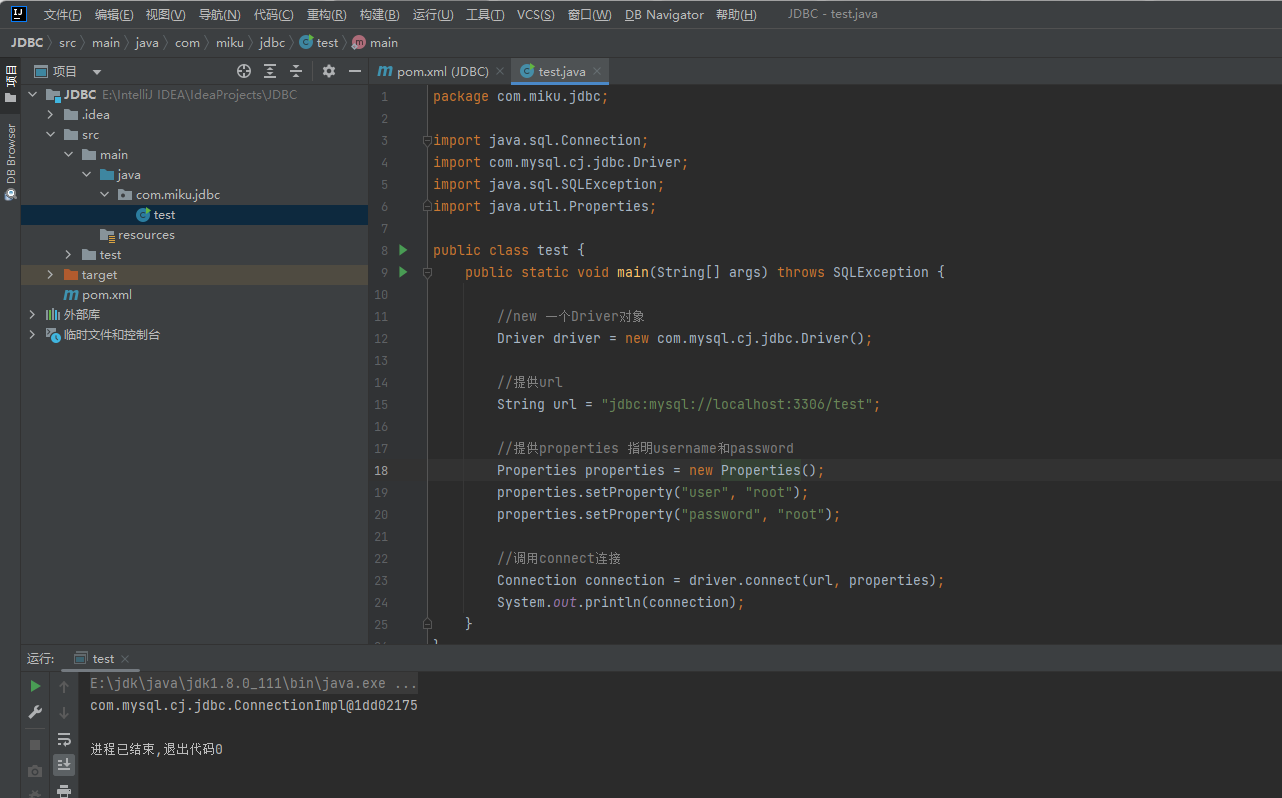 文件(F) 编辑(E) 视图(V) 导航(N) 代码(C) 重构(R) 构建(B) 运行(U) 工具(T) VCS(S) 窗口(W) DB Navigator 帮助(H) JDBC - test.java
JDBC src main java com miku jdbc test main
项目
DB Browser
项目
JDBC E:\IntelliJ IDEA\IdeaProjects\JDBC
.idea
src
main
java
com.miku.jdbc
test
resources
test
target
pom.xml
外部库
临时文件和控制台
pom.xml (JDBC) test.java
1 package com.miku.jdbc;
2
3 import java.sql.Connection;
4 import com.mysql.cj.jdbc.Driver;
5 import java.sql.SQLException;
6 import java.util.Properties;
7
8 public class test {
9 public static void main(String[] args) throws SQLException {
10
11 //new 一个Driver对象
12 Driver driver = new com.mysql.cj.jdbc.Driver();
13
14 //提供url
15 String url = "jdbc:mysql://localhost:3306/test";
16
17 //提供properties 指明username和password
18 Properties properties = new Properties();
19 properties.setProperty("user", "root");
20 properties.setProperty("password", "root");
21
22 //调用connect连接
23 Connection connection = driver.connect(url, properties);
24 System.out.println(connection);
25 }
运行: test
E:\jdk\java\jdk1.8.0_111\bin\java.exe ...
com.mysql.cj.jdbc.ConnectionImpl@1dd02175
进程已结束,退出代码0